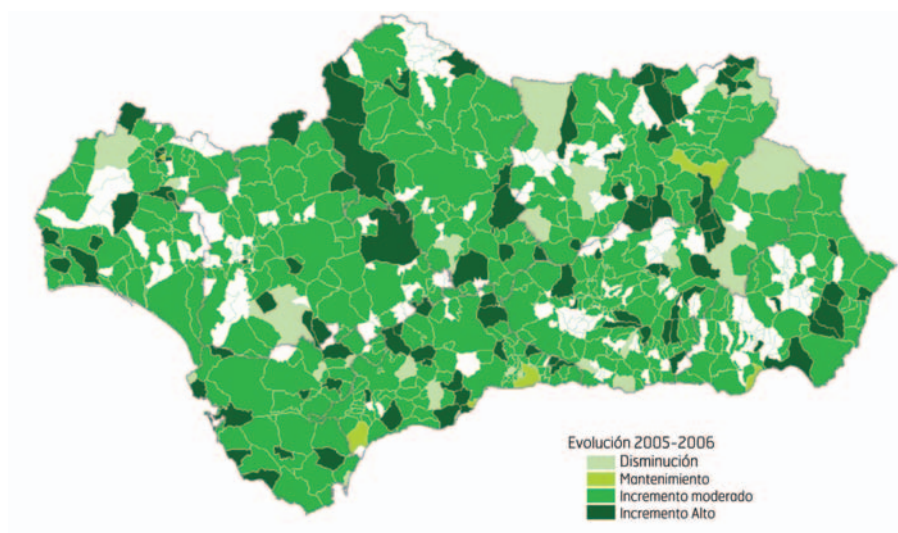 Evolución 2005-2006
Disminución
Mantenimiento
Incremento moderado
Incremento Alto